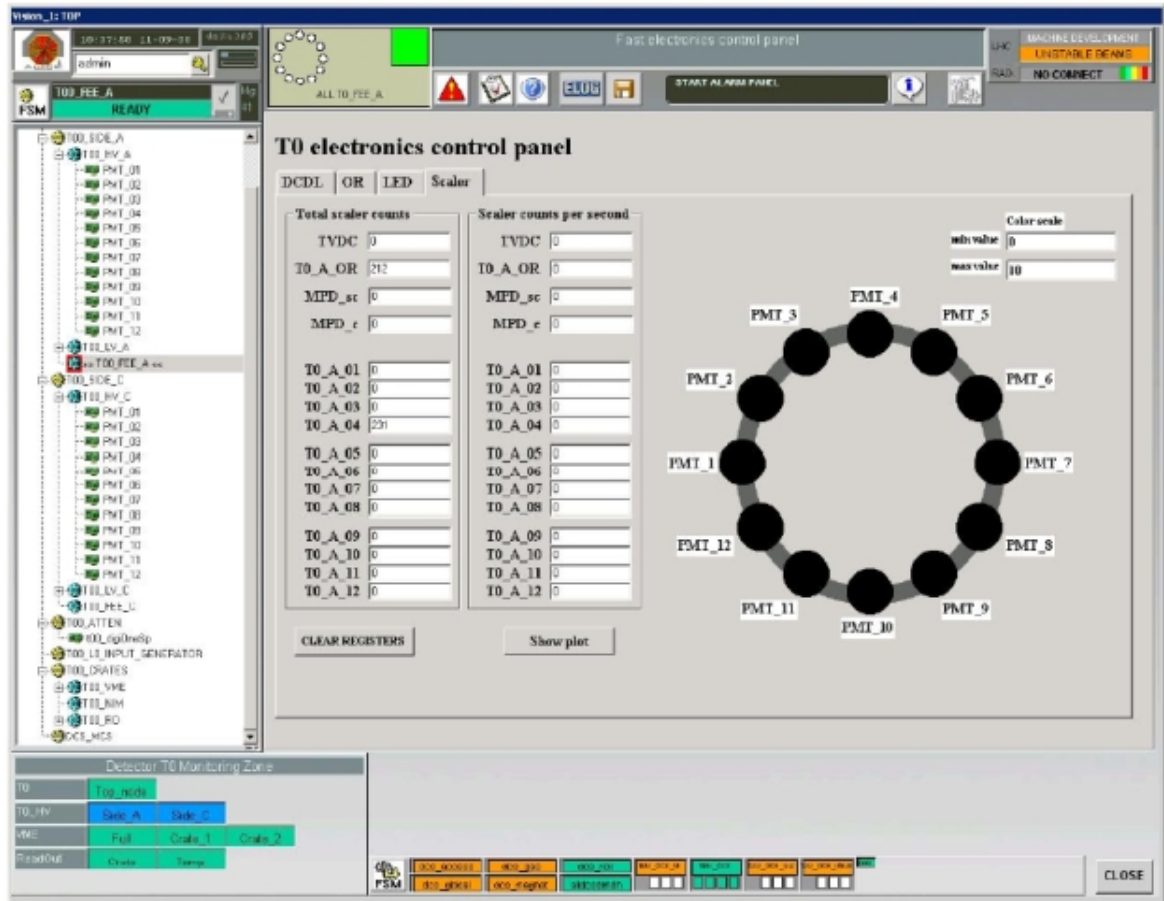 Vision_1: TOP
admin
FSM
T00_FEE_A
READY
ALL T0_FEE_A
Fast electronics control panel
ELOG
START ALARM PANEL
LHC
MACHINE DEVELOPMENT
UNSTABLE BEAMS
RAD.
NO CONNECT
T00_SIDE_A
T00_HV_A
PMT_01
PMT_02
PMT_03
PMT_04
PMT_05
PMT_06
PMT_07
PMT_08
PMT_09
PMT_10
PMT_11
PMT_12
T00_LV_A
>> T00_FEE_A <<
T00_SIDE_C
T00_HV_C
PMT_01
PMT_02
PMT_03
PMT_04
PMT_05
PMT_06
PMT_07
PMT_08
PMT_09
PMT_10
PMT_11
PMT_12
T00_LV_C
T00_FEE_C
T00_ATTEN
T00_L0_INPUT_GENERATOR
T00_CRATES
T00_VME
T00_NIM
T00_RO
DCS_MCS
T0 electronics control panel
DCDL OR LED Scaler
Total scaler counts
TVDC 0
T0_A_OR 212
MPD_sc 0
MPD_c 0
T0_A_01 0
T0_A_02 0
T0_A_03 0
T0_A_04 231
T0_A_05 0
T0_A_06 0
T0_A_07 0
T0_A_08 0
T0_A_09 0
T0_A_10 0
T0_A_11 0
T0_A_12 0
CLEAR REGISTERS
Scaler counts per second
TVDC 0
T0_A_OR 0
MPD_sc 0
MPD_c 0
T0_A_01 0
T0_A_02 0
T0_A_03 0
T0_A_04 0
T0_A_05 0
T0_A_06 0
T0_A_07 0
T0_A_08 0
T0_A_09 0
T0_A_10 0
T0_A_11 0
T0_A_12 0
Show plot
Color scale
min value 0
max value 10
PMT_4
PMT_3
PMT_5
PMT_2
PMT_6
PMT_1
PMT_7
PMT_12
PMT_8
PMT_11
PMT_9
PMT_10
Detector T0 Monitoring Zone
T0
Top_node
T0_HV
Side_A
Side_C
VME
Full
Crate_1
Crate_2
ReadOut
Crate
Temp
FSM
dcs_access
dcs_gas
dcs_global
dcs_magnet
CLOSE